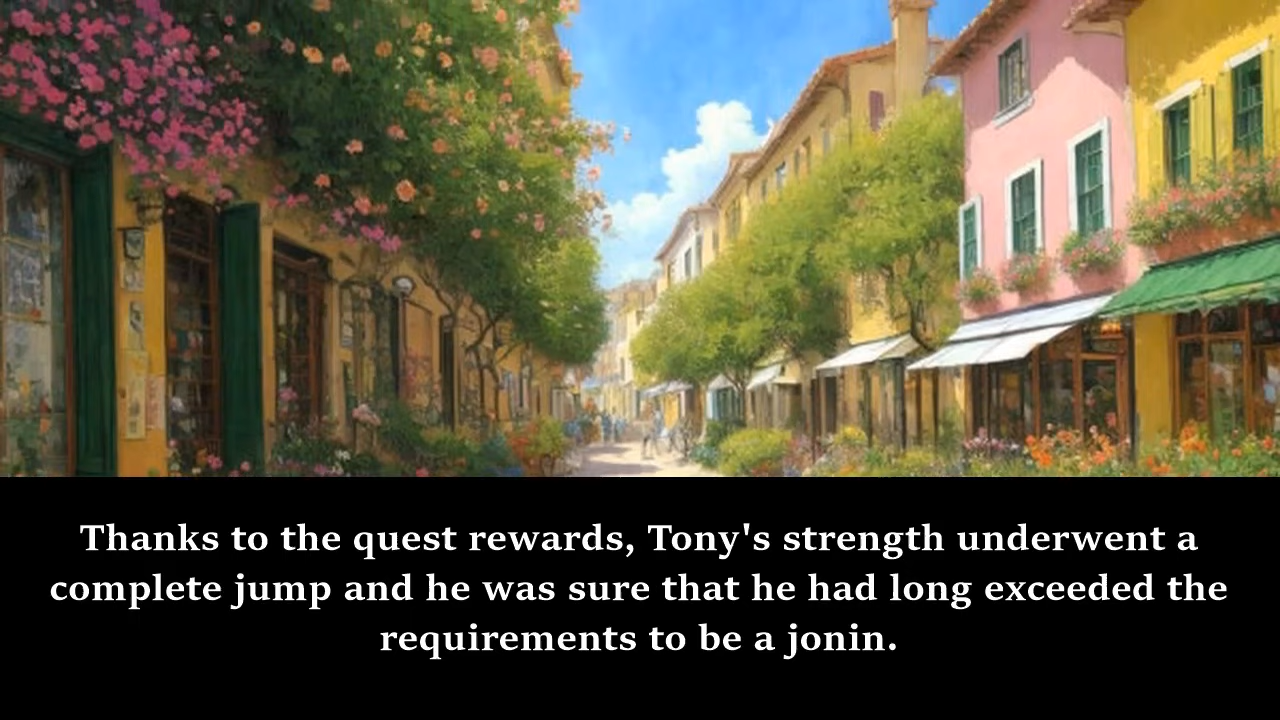 Thanks to the quest rewards, Tony's strength underwent a
complete jump and he was sure that he had long exceeded the
requirements to be a jonin.